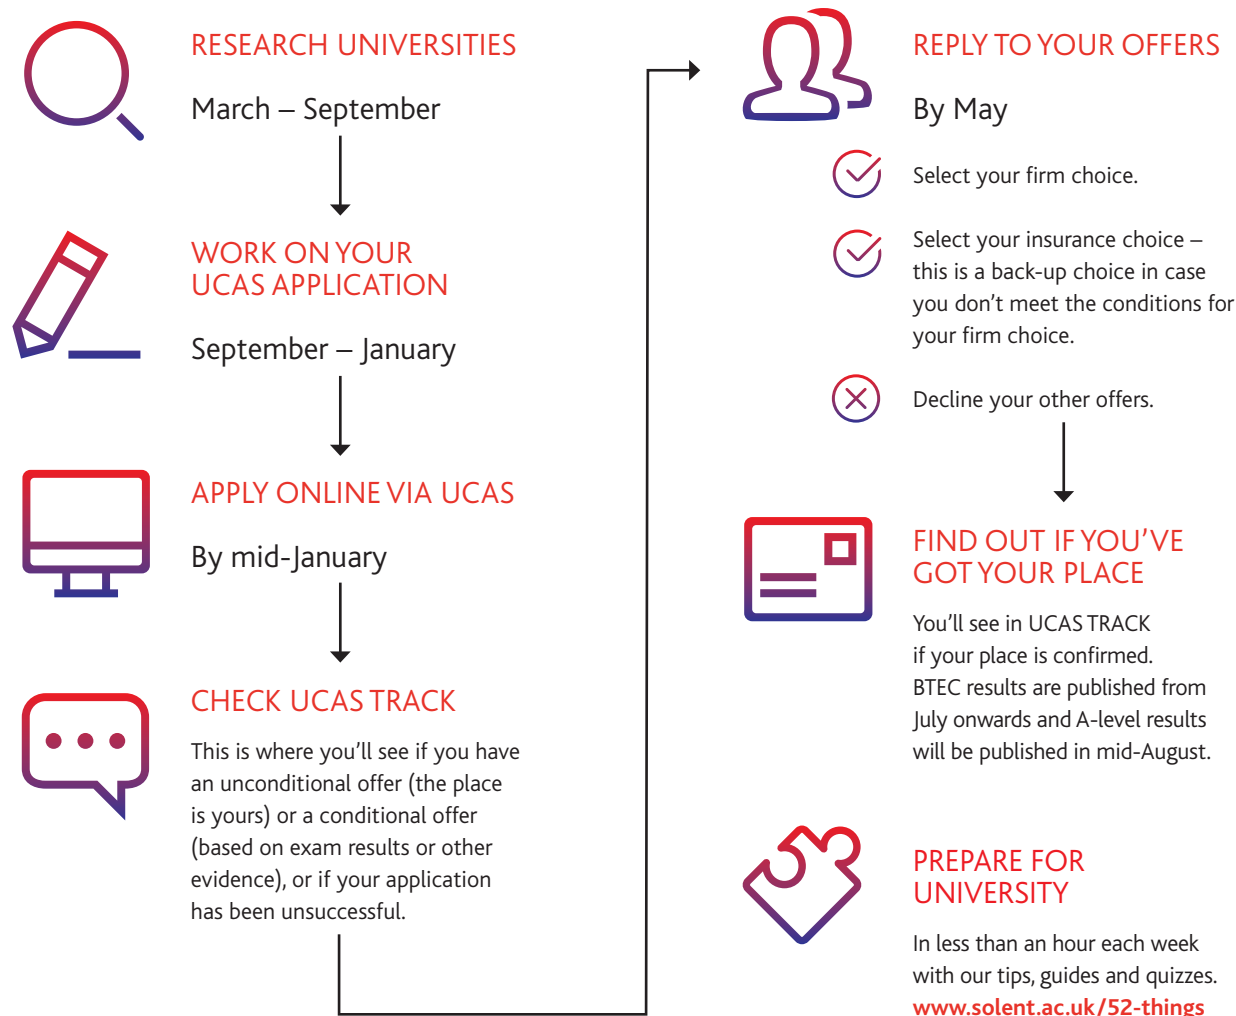 RESEARCH UNIVERSITIES
March – September
WORK ON YOUR
UCAS APPLICATION
September – January
APPLY ONLINE VIA UCAS
By mid-January
CHECK UCAS TRACK
This is where you’ll see if you have
an unconditional offer (the place
is yours) or a conditional offer
(based on exam results or other
evidence), or if your application
has been unsuccessful.
REPLY TO YOUR OFFERS
By May
Select your firm choice.
Select your insurance choice –
this is a back-up choice in case
you don’t meet the conditions for
your firm choice.
Decline your other offers.
FIND OUT IF YOU’VE
GOT YOUR PLACE
You’ll see in UCAS TRACK
if your place is confirmed.
BTEC results are published from
July onwards and A-level results
will be published in mid-August.
PREPARE FOR
UNIVERSITY
In less than an hour each week
with our tips, guides and quizzes.
www.solent.ac.uk/52-things